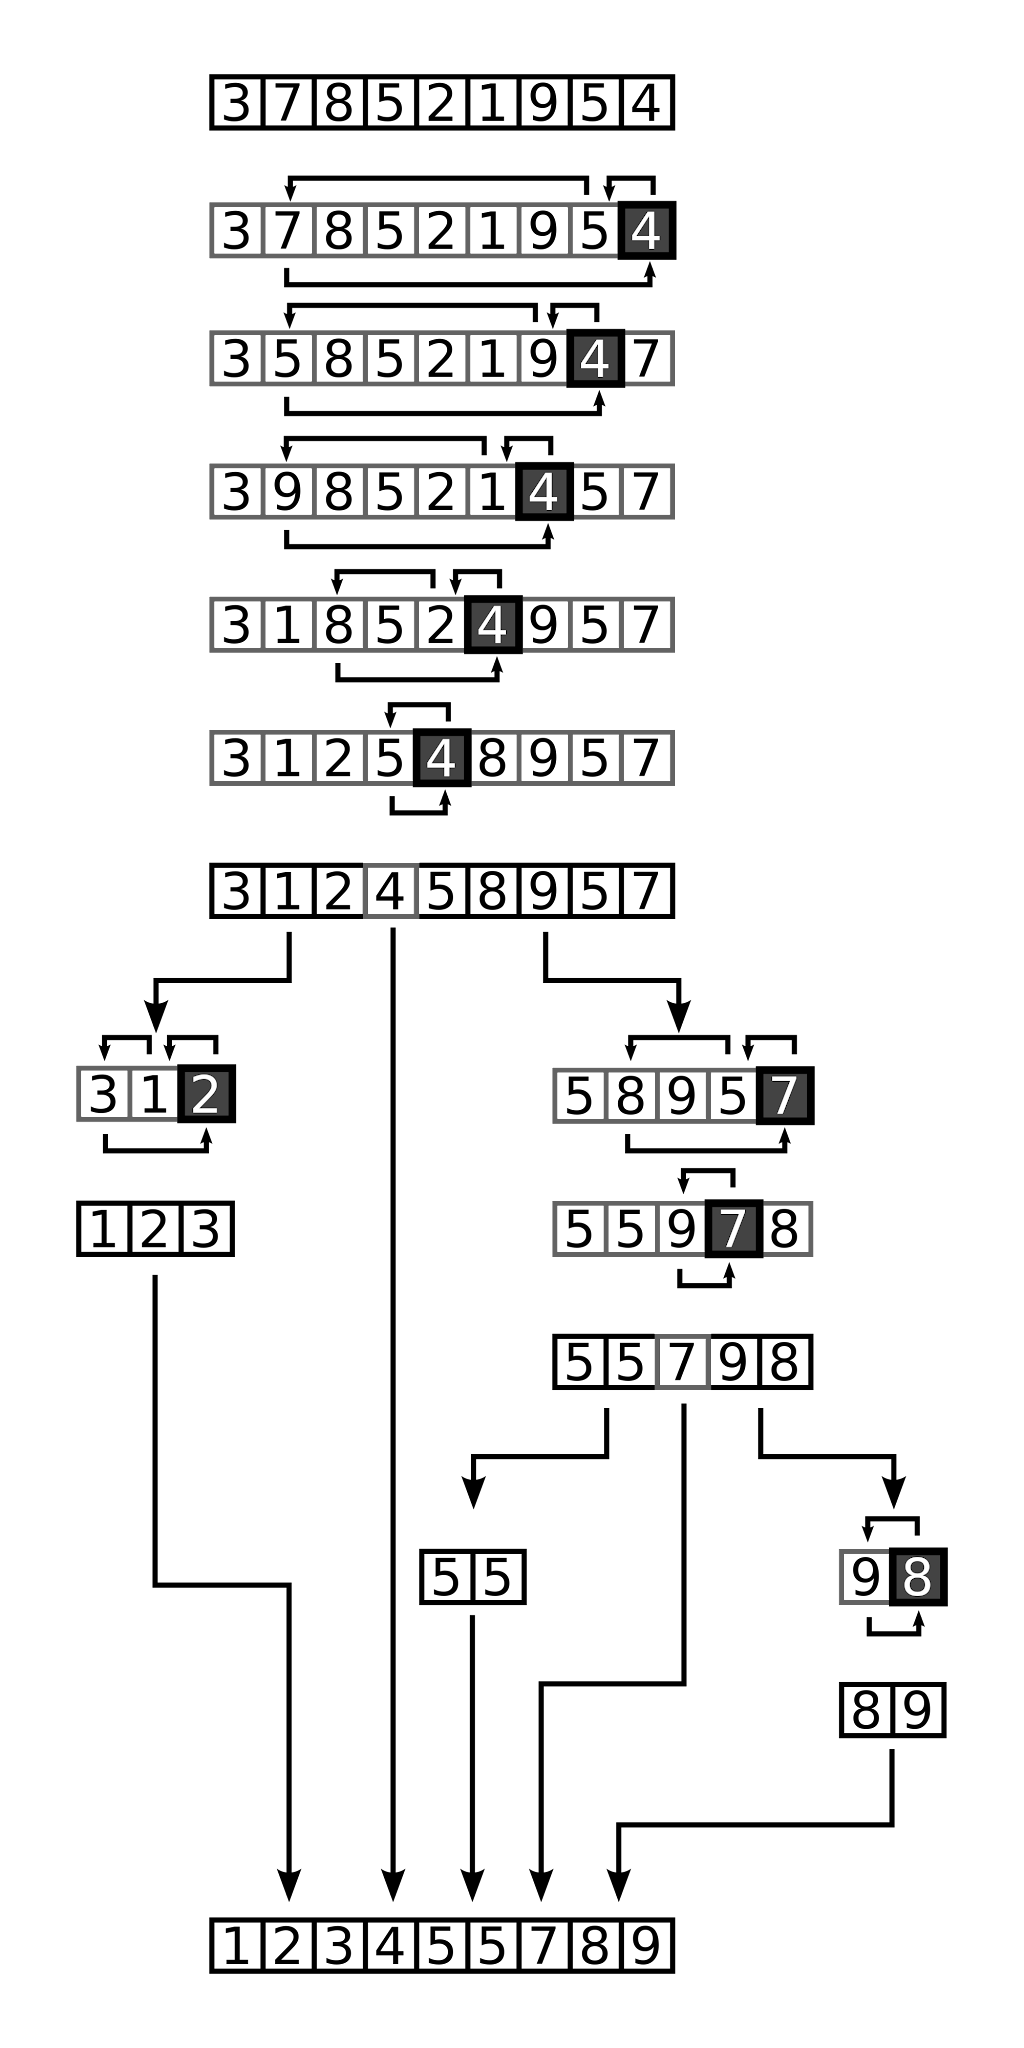 3 7 8 5 2 1 9 5 4
3 7 8 5 2 1 9 5 4
3 5 8 5 2 1 9 4 7
3 9 8 5 2 1 4 5 7
3 1 8 5 2 4 9 5 7
3 1 2 5 4 8 9 5 7
3 1 2 4 5 8 9 5 7
3 1 2
5 8 9 5 7
1 2 3
5 5 9 7 8
5 5 7 9 8
5 5
9 8
8 9
1 2 3 4 5 5 7 8 9